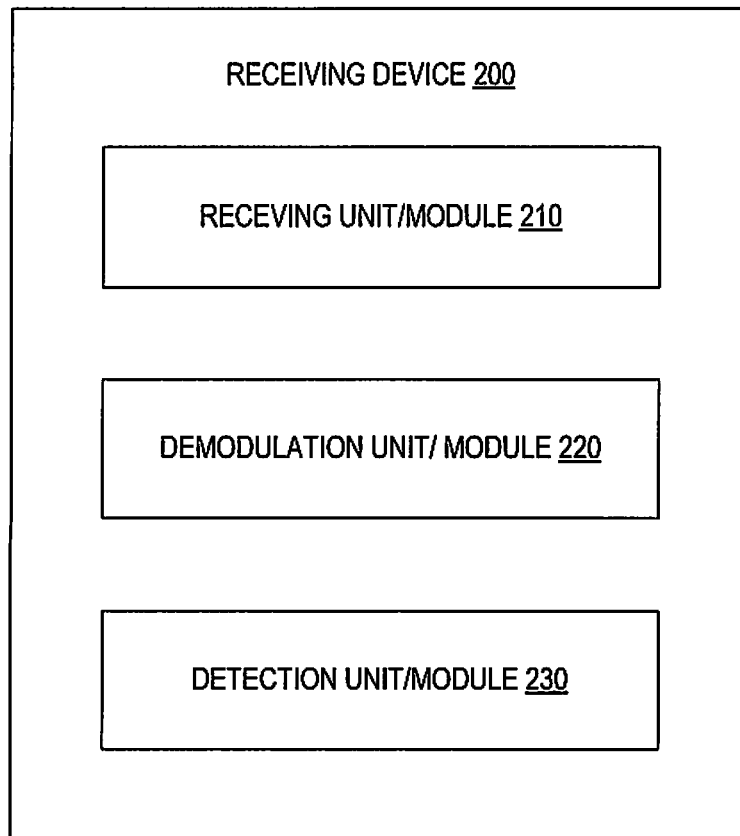 RECEIVING DEVICE 200
RECEVING UNIT/MODULE 210
DEMODULATION UNIT/ MODULE 220
DETECTION UNIT/MODULE 230